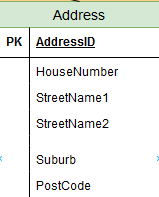 Address
PK AddressID
HouseNumber
StreetName1
StreetName2
Suburb
PostCode